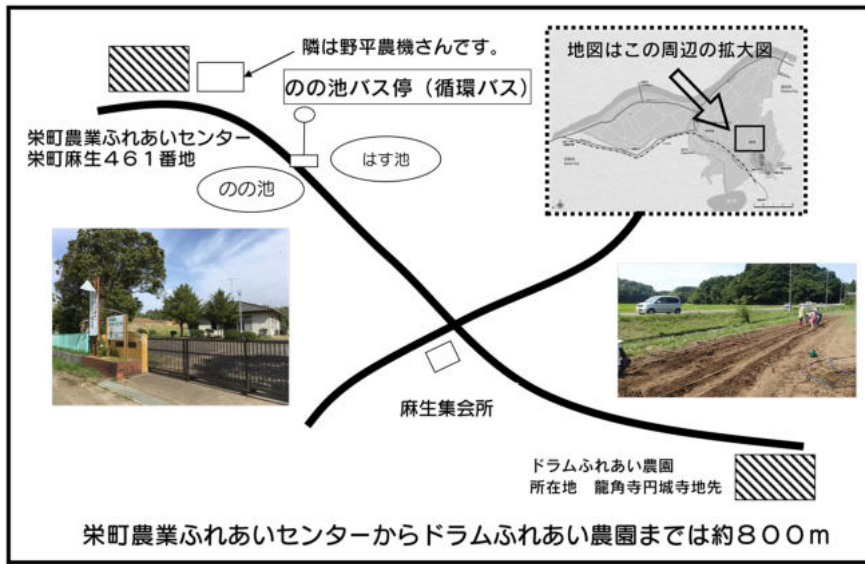 隣は野平農機さんです。
地図はこの周辺の拡大図
のの池バス停（循環バス）
栄町農業ふれあいセンター
栄町麻生４６１番地
はす池
のの池
麻生集会所
ドラムふれあい農園
所在地　龍角寺円城寺地先
栄町農業ふれあいセンターからドラムふれあい農園までは約８００ｍ